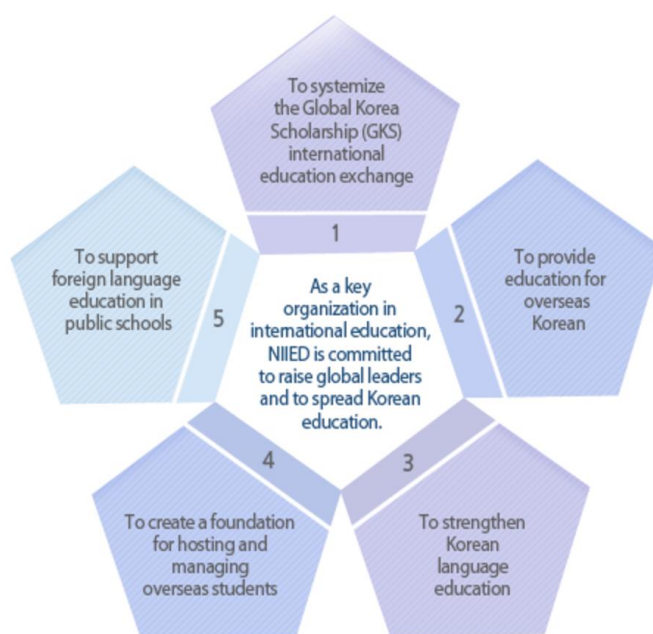 To systemize
the Global Korea
Scholarship (GKS)
international
education exchange
1
To provide
education for
overseas
Korean
2
To strengthen
Korean
language
education
3
To create a foundation
for hosting and
managing
overseas students
4
To support
foreign language
education in
public schools
5
As a key
organization in
international education,
NIIED is committed
to raise global leaders
and to spread Korean
education.